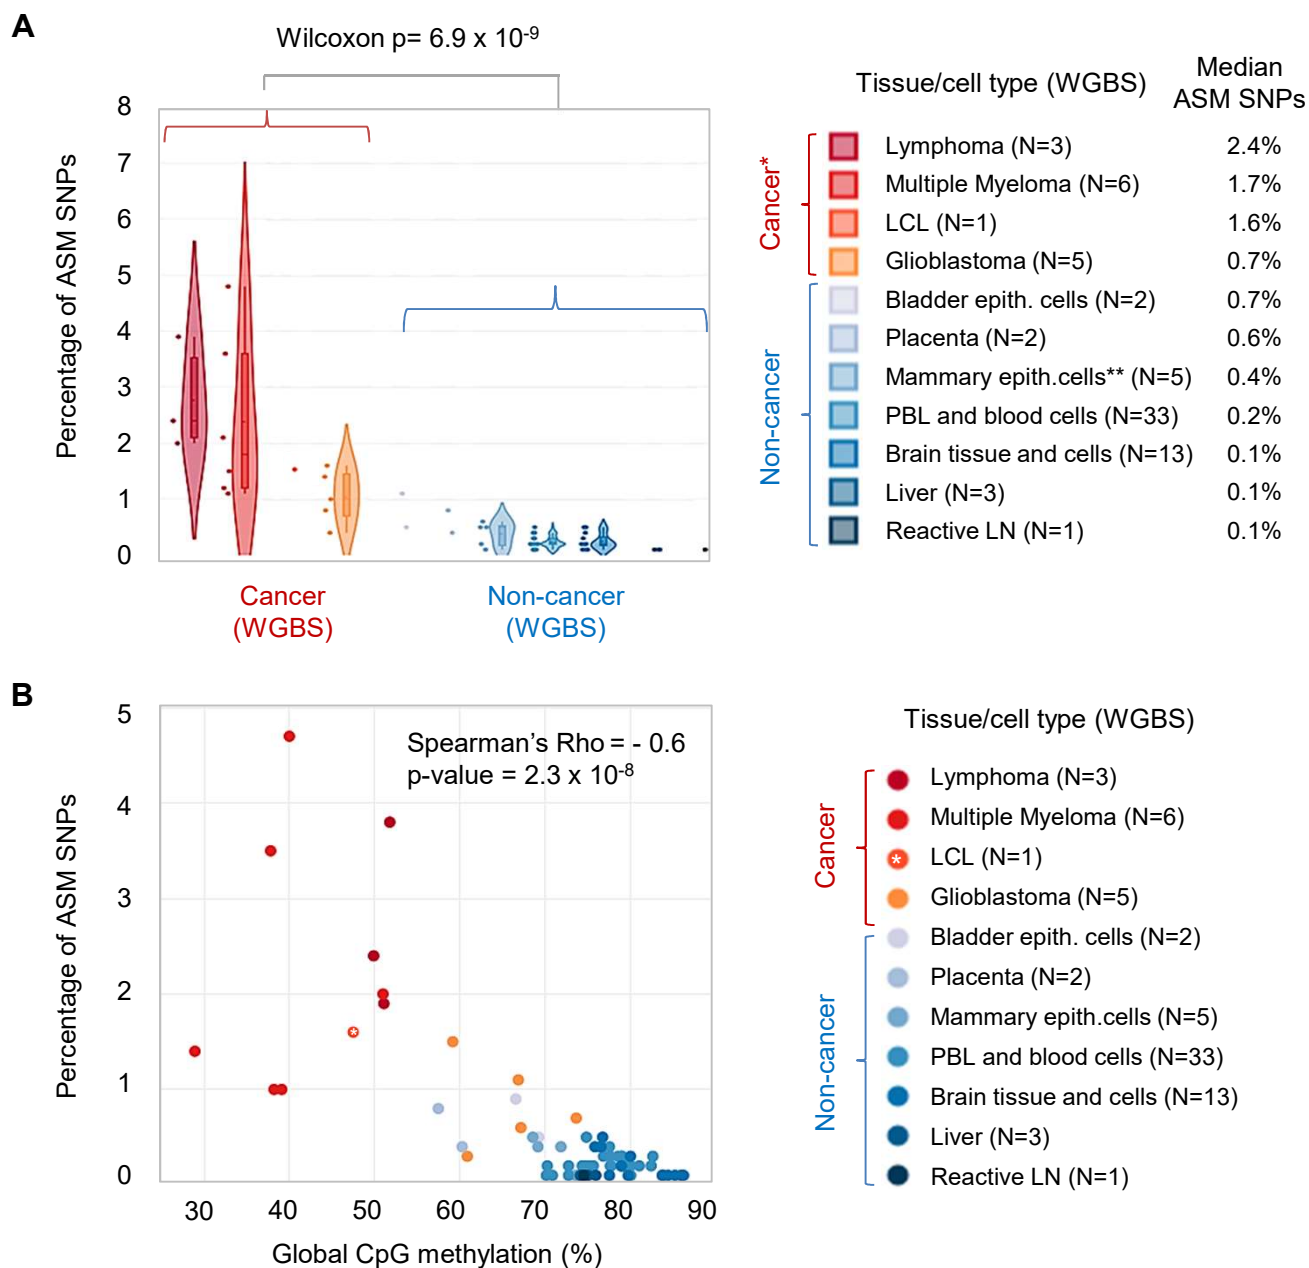 A
Wilcoxon p= 6.9 x 10-9
Percentage of ASM SNPs
8
7
6
5
4
3
2
1
0
Cancer
(WGBS)
Non-cancer
(WGBS)
Tissue/cell type (WGBS)
Median
ASM SNPs
Cancer*
Lymphoma (N=3) 2.4%
Multiple Myeloma (N=6) 1.7%
LCL (N=1) 1.6%
Glioblastoma (N=5) 0.7%
Non-cancer
Bladder epith. cells (N=2) 0.7%
Placenta (N=2) 0.6%
Mammary epith.cells** (N=5) 0.4%
PBL and blood cells (N=33) 0.2%
Brain tissue and cells (N=13) 0.1%
Liver (N=3) 0.1%
Reactive LN (N=1) 0.1%
B
Spearman's Rho = - 0.6
p-value = 2.3 x 10-8
Percentage of ASM SNPs
5
4
3
2
1
0
30 40 50 60 70 80 90
Global CpG methylation (%)
Tissue/cell type (WGBS)
Cancer
Lymphoma (N=3)
Multiple Myeloma (N=6)
* LCL (N=1)
Glioblastoma (N=5)
Non-cancer
Bladder epith. cells (N=2)
Placenta (N=2)
Mammary epith.cells (N=5)
PBL and blood cells (N=33)
Brain tissue and cells (N=13)
Liver (N=3)
Reactive LN (N=1)